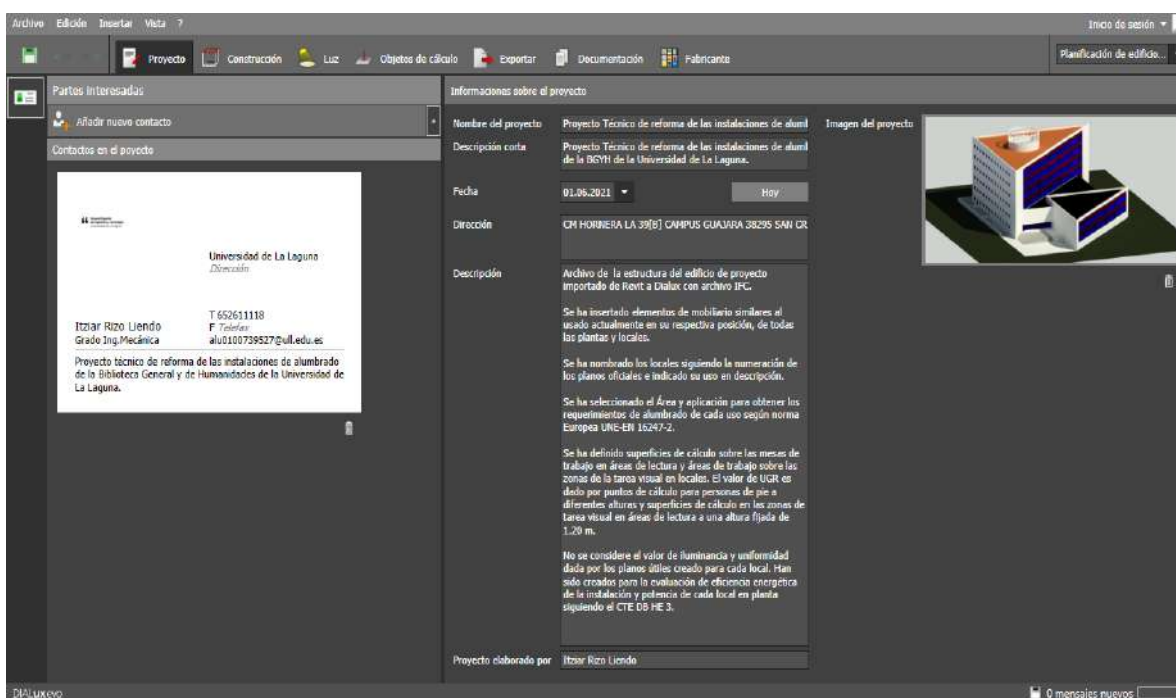 Archivo Edición Insertar Vista ?
Inicio de sesión
Proyecto Construcción Luz Objetos de cálculo Exportar Documentación Fabricante
Planificación de edificio...
Partes interesadas
Añadir nuevo contacto
Contactos en el poyecto
Universidad de La Laguna
Dirección
T 652611118
Itziar Rizo Liendo
F Telefax
Grado Ing.Mecánica
alu0100739527@ull.edu.es
Proyecto técnico de reforma de las instalaciones de alumbrado
de la Biblioteca General y de Humanidades de la Universidad de
La Laguna.
Informaciones sobre el proyecto
Nombre del proyecto
Proyecto Técnico de reforma de las instalaciones de alumb
Descripción corta
Proyecto Técnico de reforma de las instalaciones de alumb
de la BGYH de la Universidad de La Laguna.
Fecha
01.06.2021
Hoy
Dirección
CM HORNERA LA 39[B] CAMPUS GUAJARA 38295 SAN CR
Descripción
Archivo de la estructura del edificio de proyecto
importado de Revit a Dialux con archivo IFC.
Se ha insertado elementos de mobiliario similares al
usado actualmente en su respectiva posición, de todas
las plantas y locales.
Se ha nombrado los locales siguiendo la numeración de
los planos oficiales e indicado su uso en descripción.
Se ha seleccionado el Área y aplicación para obtener los
requerimientos de alumbrado de cada uso según norma
Europea UNE-EN 16247-2.
Se ha definido superficies de cálculo sobre las mesas de
trabajo en áreas de lectura y áreas de trabajo sobre las
zonas de la tarea visual en locales. El valor de UGR es
dado por puntos de cálculo para personas de pie a
diferentes alturas y superficies de cálculo en las zonas de
tarea visual en áreas de lectura a una altura fijada de
1.20 m.
No se considere el valor de iluminancia y uniformidad
dada por los planos útiles creado para cada local. Han
sido creados para la evaluación de eficiencia energética
de la instalación y potencia de cada local en planta
siguiendo el CTE DB HE 3.
Proyecto elaborado por
Itziar Rizo Liendo
Imagen del proyecto
DIALux evo
0 mensajes nuevos